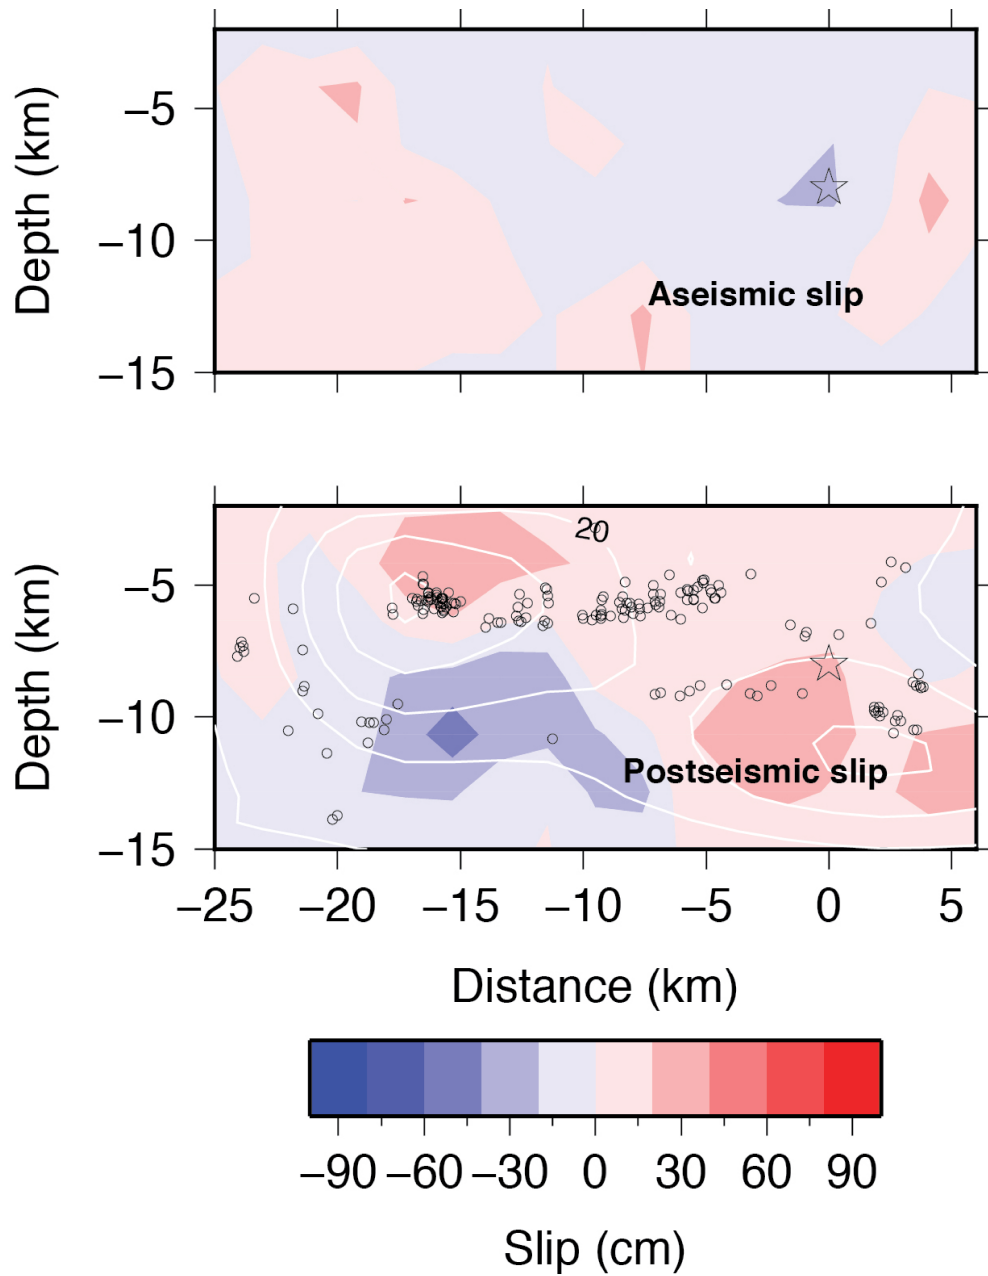 Depth (km)
−5
−10
−15
Aseismic slip
Depth (km)
−5
−10
−15
20
Postseismic slip
−25 −20 −15 −10 −5 0 5
Distance (km)
−90 −60 −30 0 30 60 90
Slip (cm)